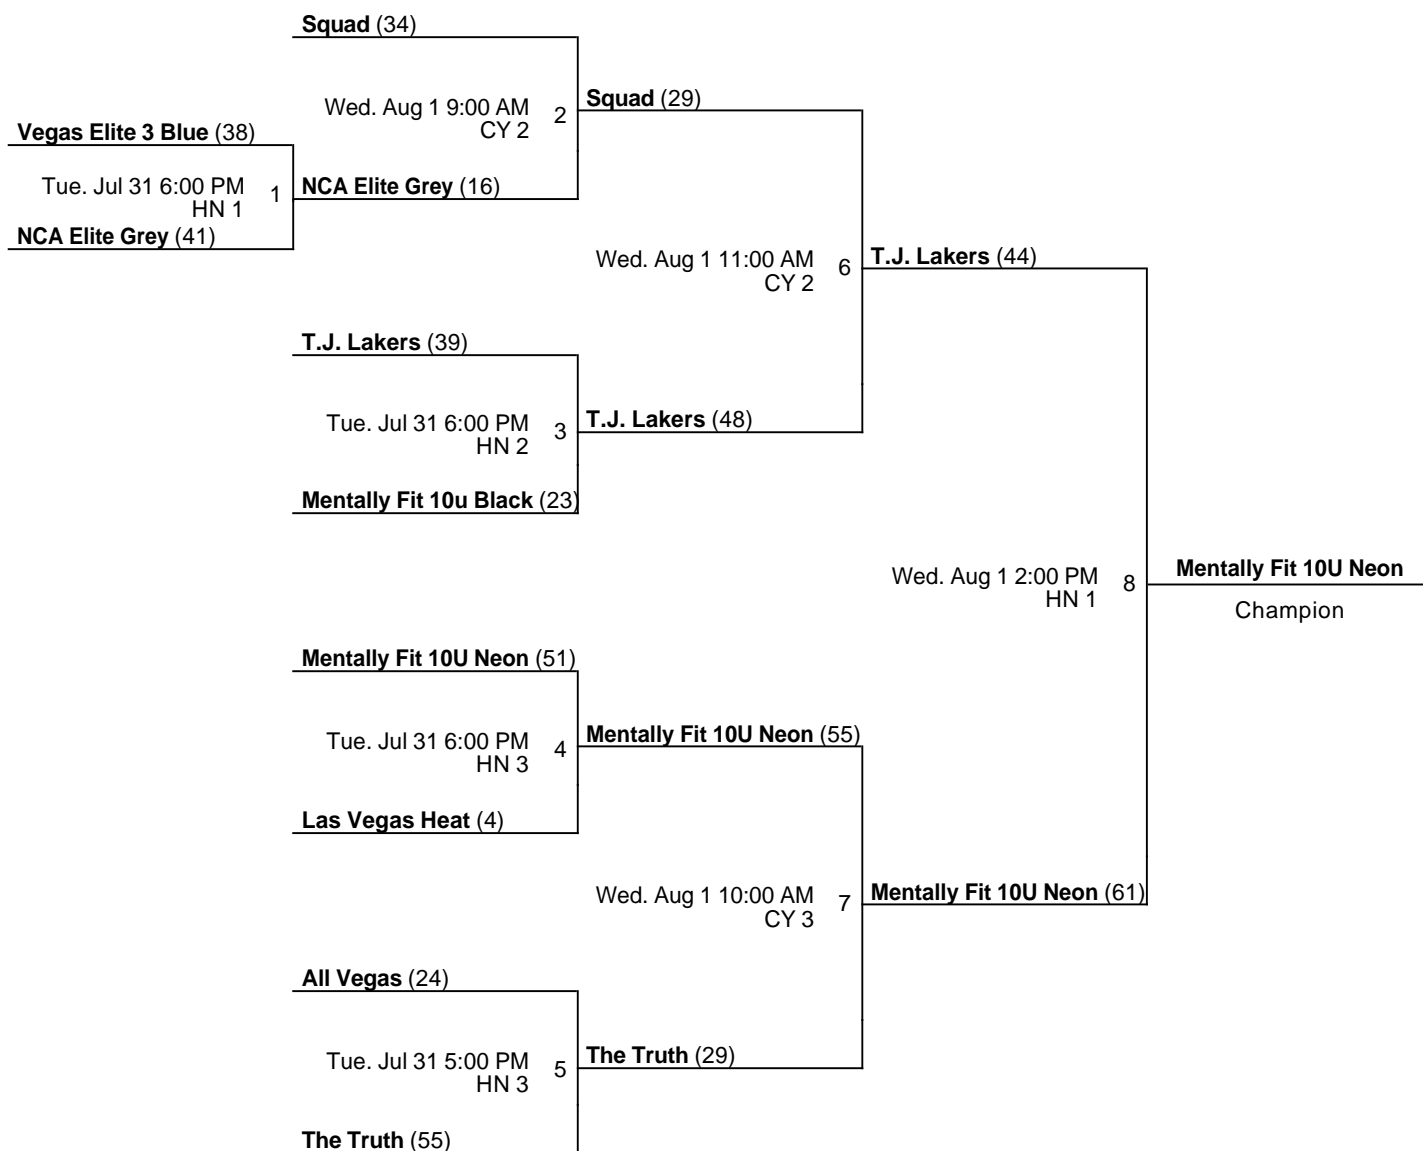 Squad (34)
Wed. Aug 1 9:00 AM
CY 2
2
Squad (29)
Vegas Elite 3 Blue (38)
Tue. Jul 31 6:00 PM
HN 1
1
NCA Elite Grey (16)
NCA Elite Grey (41)
Wed. Aug 1 11:00 AM
CY 2
6
T.J. Lakers (44)
T.J. Lakers (39)
Tue. Jul 31 6:00 PM
HN 2
3
T.J. Lakers (48)
Mentally Fit 10u Black (23)
Wed. Aug 1 2:00 PM
HN 1
8
Mentally Fit 10U Neon
Champion
Mentally Fit 10U Neon (51)
Tue. Jul 31 6:00 PM
HN 3
4
Mentally Fit 10U Neon (55)
Las Vegas Heat (4)
Wed. Aug 1 10:00 AM
CY 3
7
Mentally Fit 10U Neon (61)
All Vegas (24)
Tue. Jul 31 5:00 PM
HN 3
5
The Truth (29)
The Truth (55)